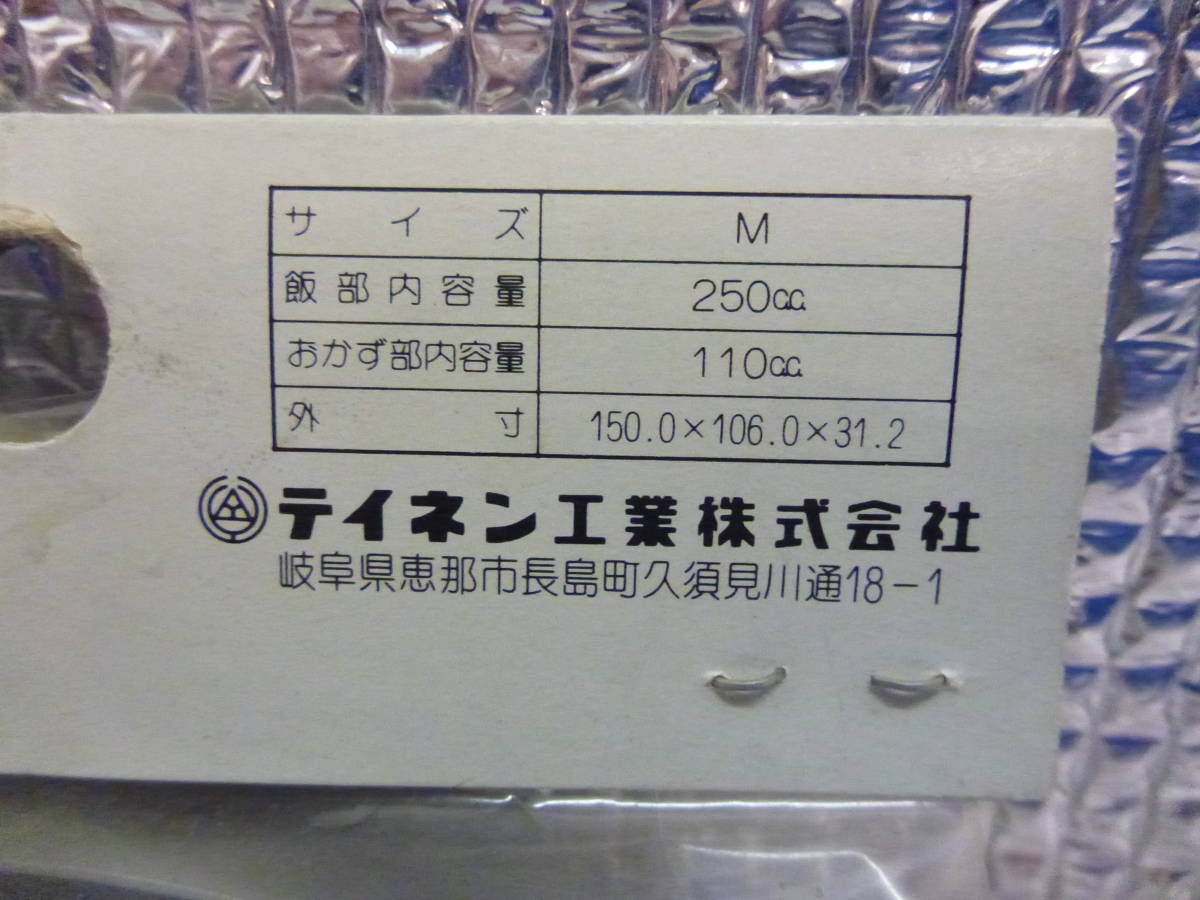 サイズ M
飯部内容量 250cc
おかず部内容量 110cc
外寸 150.0×106.0×31.2
テイネン工業株式会社
岐阜県恵那市長島町久須見川通18-1